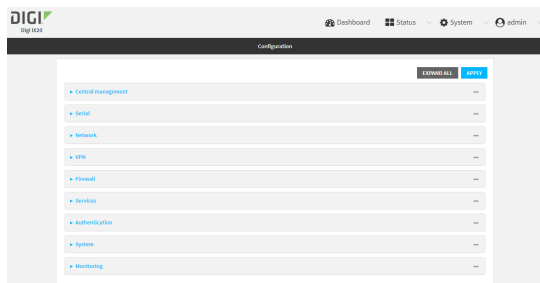 DIGI
Digi IX20
Dashboard Status System admin
Configuration
EXPAND ALL APPLY
Central management
Serial
Network
VPN
Firewall
Services
Authentication
System
Monitoring